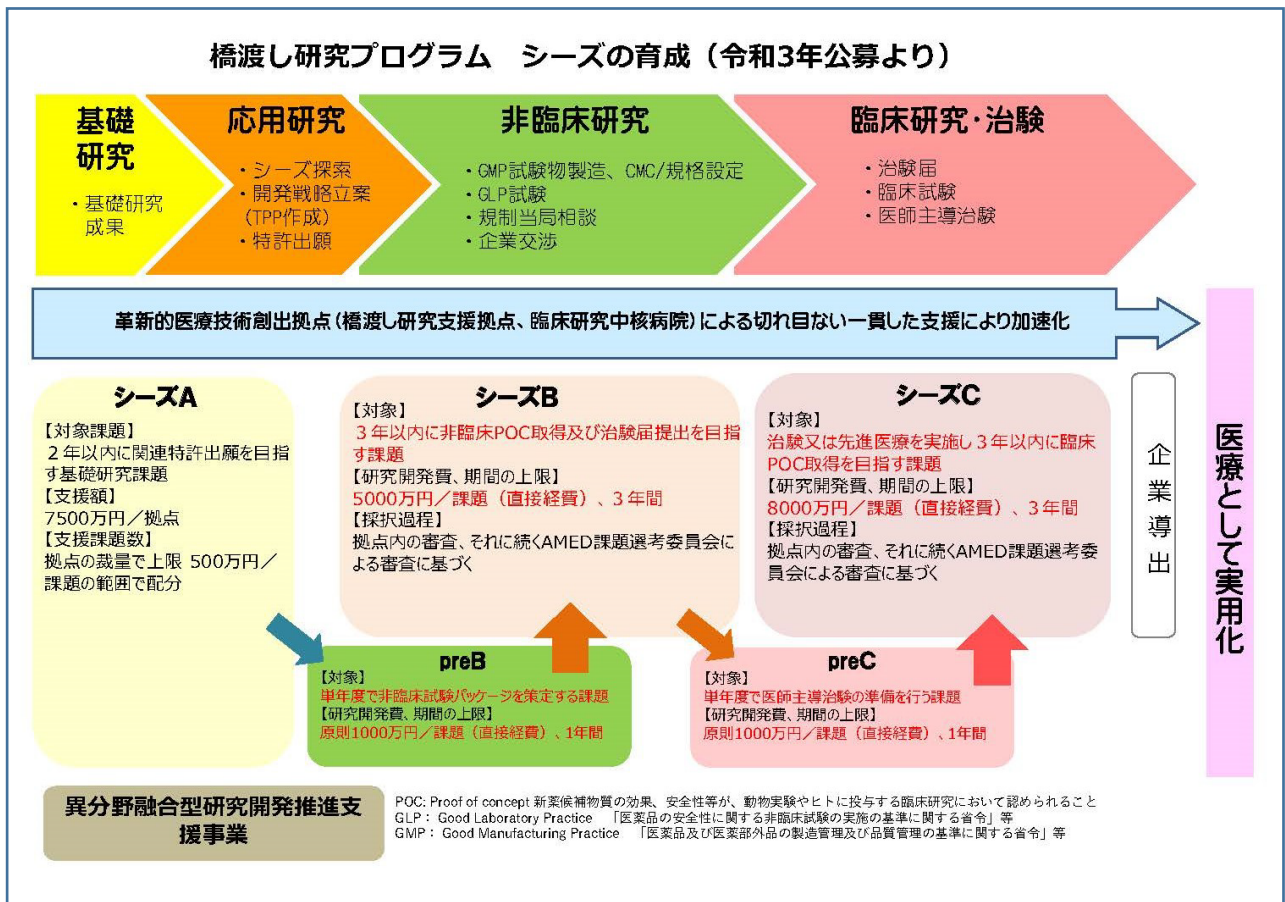 橋渡し研究プログラム　シーズの育成（令和3年公募より）
基礎
研究
・基礎研究
成果
応用研究
・シーズ探索
・開発戦略立案
(TPP作成)
・特許出願
非臨床研究
・GMP試験物製造、CMC/規格設定
・GLP試験
・規制当局相談
・企業交渉
臨床研究・治験
・治験届
・臨床試験
・医師主導治験
革新的医療技術創出拠点(橋渡し研究支援拠点、臨床研究中核病院)による切れ目ない一貫した支援により加速化
シーズA
【対象課題】
２年以内に関連特許出願を目指
す基礎研究課題
【支援額】
7500万円／拠点
【支援課題数】
拠点の裁量で上限 500万円／
課題の範囲で配分
シーズB
【対象】
３年以内に非臨床POC取得及び治験届提出を目指
す課題
【研究開発費、期間の上限】
5000万円／課題（直接経費）、３年間
【採択過程】
拠点内の審査、それに続くAMED課題選考委員会に
よる審査に基づく
シーズC
【対象】
治験又は先進医療を実施し３年以内に臨床
POC取得を目指す課題
【研究開発費、期間の上限】
8000万円／課題（直接経費）、３年間
【採択過程】
拠点内の審査、それに続くAMED課題選考委
員会による審査に基づく
企業導出
医療として実用化
preB
【対象】
単年度で非臨床試験パッケージを策定する課題
【研究開発費、期間の上限】
原則1000万円／課題（直接経費）、1年間
preC
【対象】
単年度で医師主導治験の準備を行う課題
【研究開発費、期間の上限】
原則1000万円／課題（直接経費）、1年間
異分野融合型研究開発推進支
援事業
POC: Proof of concept 新薬候補物質の効果、安全性等が、動物実験やヒトに投与する臨床研究において認められること
GLP： Good Laboratory Practice　「医薬品の安全性に関する非臨床試験の実施の基準に関する省令」等
GMP： Good Manufacturing Practice　「医薬品及び医薬部外品の製造管理及び品質管理の基準に関する省令」等